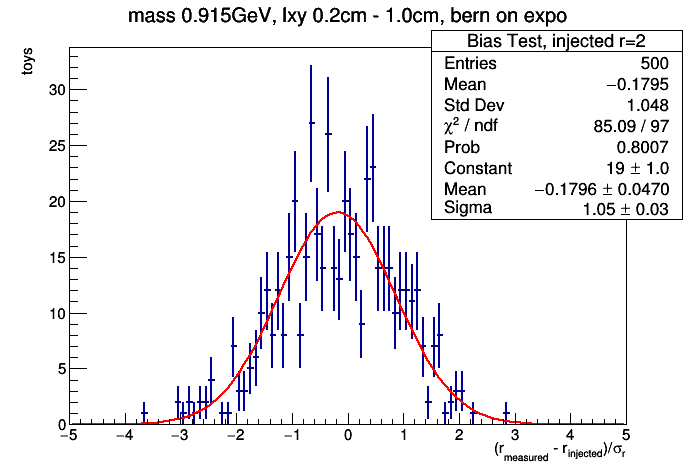 mass 0.915GeV, lxy 0.2cm - 1.0cm, bern on expo
Bias Test, injected r=2
Entries 500
Mean −0.1795
Std Dev 1.048
χ² / ndf 85.09 / 97
Prob 0.8007
Constant 19 ± 1.0
Mean −0.1796 ± 0.0470
Sigma 1.05 ± 0.03
toys
30
25
20
15
10
5
0
−5 −4 −3 −2 −1 0 1 2 3 4 5
(r_measured - r_injected)/σ_r